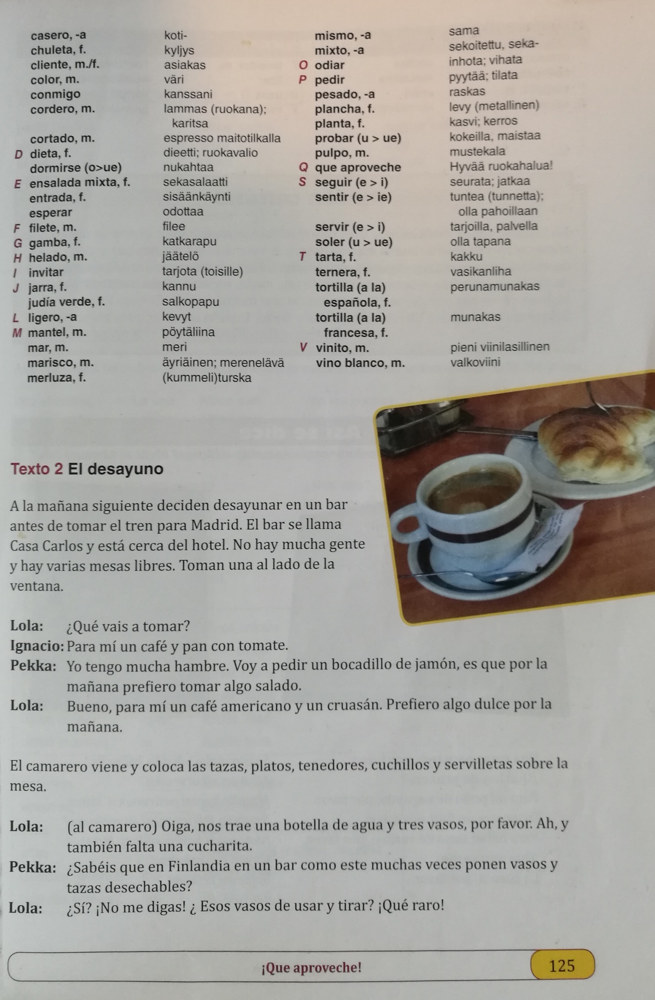 casero, -a koti-
chuleta, f. kyljys
cliente, m./f. asiakas
color, m. väri
conmigo kanssani
cordero, m. lammas (ruokana);
karitsa
cortado, m. espresso maitotilkalla
D dieta, f. dieetti; ruokavalio
dormirse (o>ue) nukahtaa
E ensalada mixta, f. sekasalaatti
entrada, f. sisäänkäynti
esperar odottaa
F filete, m. filee
G gamba, f. katkarapu
H helado, m. jäätelö
I invitar tarjota (toisille)
J jarra, f. kannu
judía verde, f. salkopapu
L ligero, -a kevyt
M mantel, m. pöytäliina
mar, m. meri
marisco, m. äyriäinen; merenelävä
merluza, f. (kummeli)turska
mismo, -a sama
mixto, -a sekoitettu, seka-
O odiar inhota; vihata
P pedir pyytää; tilata
pesado, -a raskas
plancha, f. levy (metallinen)
planta, f. kasvi; kerros
probar (u > ue) kokeilla, maistaa
pulpo, m. mustekala
Q que aproveche Hyvää ruokahalua!
S seguir (e > i) seurata; jatkaa
sentir (e > ie) tuntea (tunnetta);
olla pahoillaan
servir (e > i) tarjoilla, palvella
soler (u > ue) olla tapana
T tarta, f. kakku
ternera, f. vasikanliha
tortilla (a la) perunamunakas
española, f.
tortilla (a la) munakas
francesa, f.
V vinito, m. pieni viinilasillinen
vino blanco, m. valkoviini
Texto 2 El desayuno
A la mañana siguiente deciden desayunar en un bar
antes de tomar el tren para Madrid. El bar se llama
Casa Carlos y está cerca del hotel. No hay mucha gente
y hay varias mesas libres. Toman una al lado de la
ventana.
Lola: ¿Qué vais a tomar?
Ignacio: Para mí un café y pan con tomate.
Pekka: Yo tengo mucha hambre. Voy a pedir un bocadillo de jamón, es que por la
mañana prefiero tomar algo salado.
Lola: Bueno, para mí un café americano y un cruasán. Prefiero algo dulce por la
mañana.
El camarero viene y coloca las tazas, platos, tenedores, cuchillos y servilletas sobre la
mesa.
Lola: (al camarero) Oiga, nos trae una botella de agua y tres vasos, por favor. Ah, y
también falta una cucharita.
Pekka: ¿Sabéis que en Finlandia en un bar como este muchas veces ponen vasos y
tazas desechables?
Lola: ¿Sí? ¡No me digas! ¿ Esos vasos de usar y tirar? ¡Qué raro!
¡Que aproveche! 125